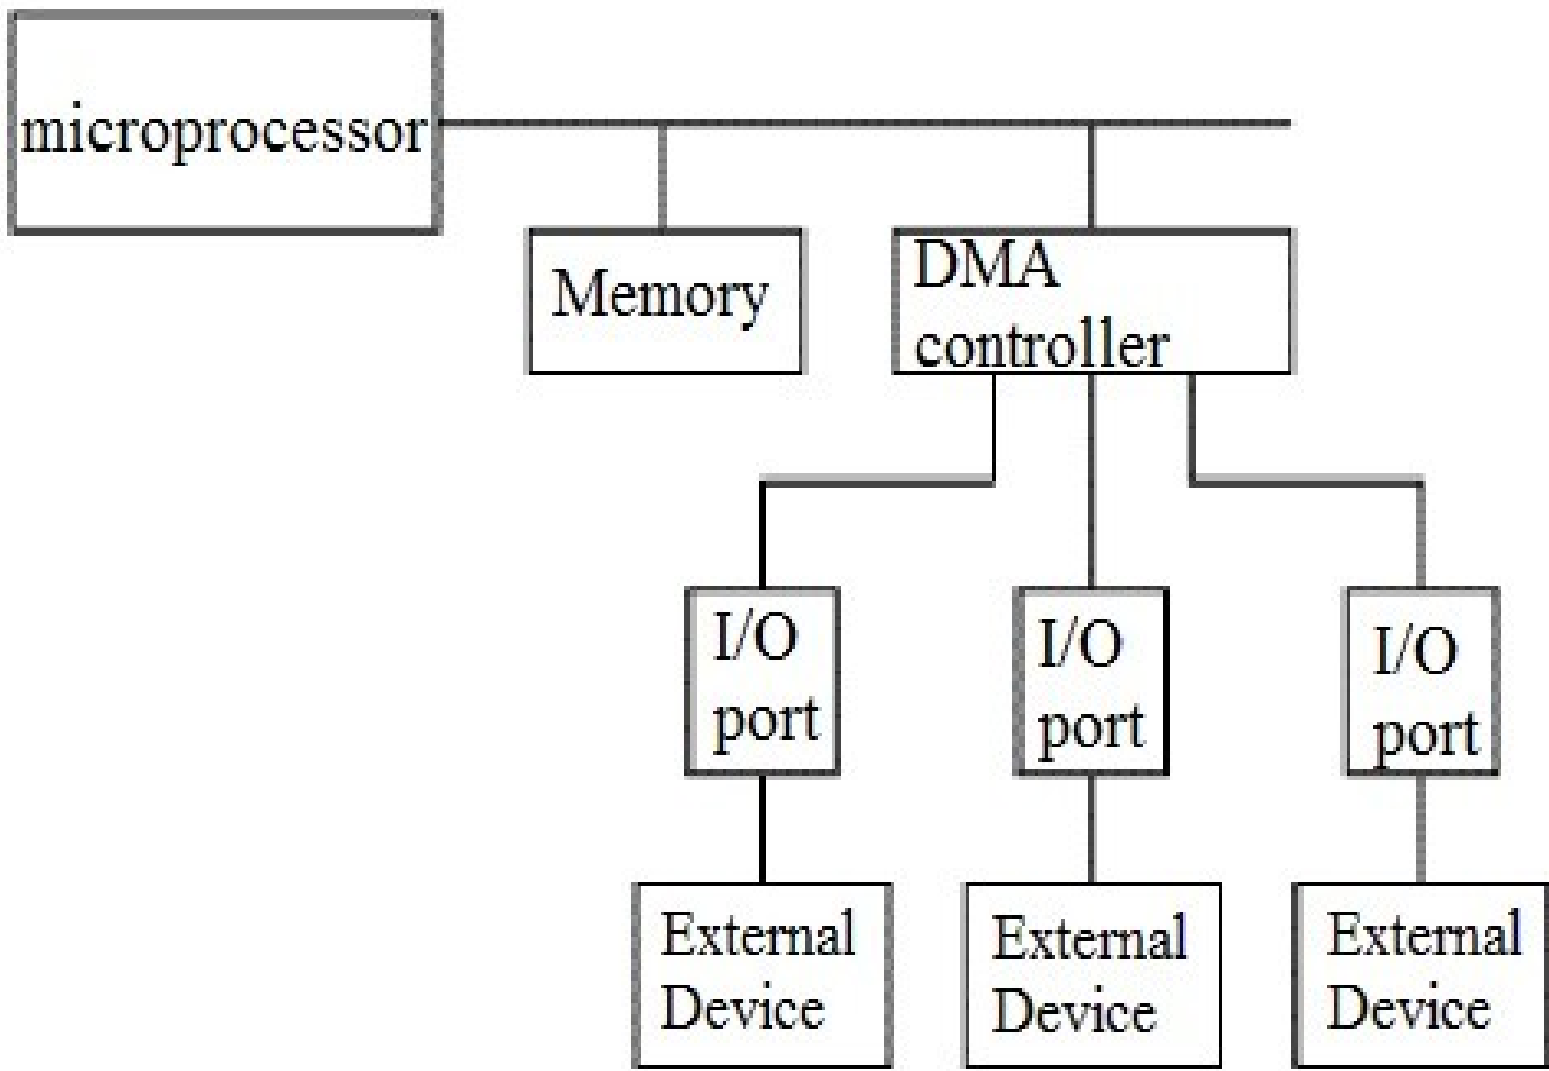 microprocessor
Memory
DMA
controller
I/O
port
I/O
port
I/O
port
External
Device
External
Device
External
Device